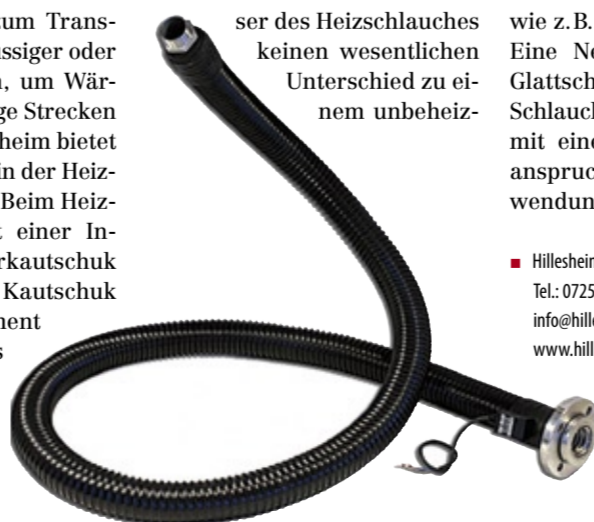 zum Trans-
ussiger oder
, um Wär-
ge Strecken
heim bietet
in der Heiz-
Beim Heiz-
t einer In-
rkautschuk
Kautschuk
ment
s
ser des Heizschlauches
keinen wesentlichen
Unterschied zu ei-
nem unbeheiz-
wie z. B.
Eine Ne
Glattsch
Schlauch
mit eine
anspruc
wendun
■ Hilleshein
Tel.: 0725
info@hille
www.hill